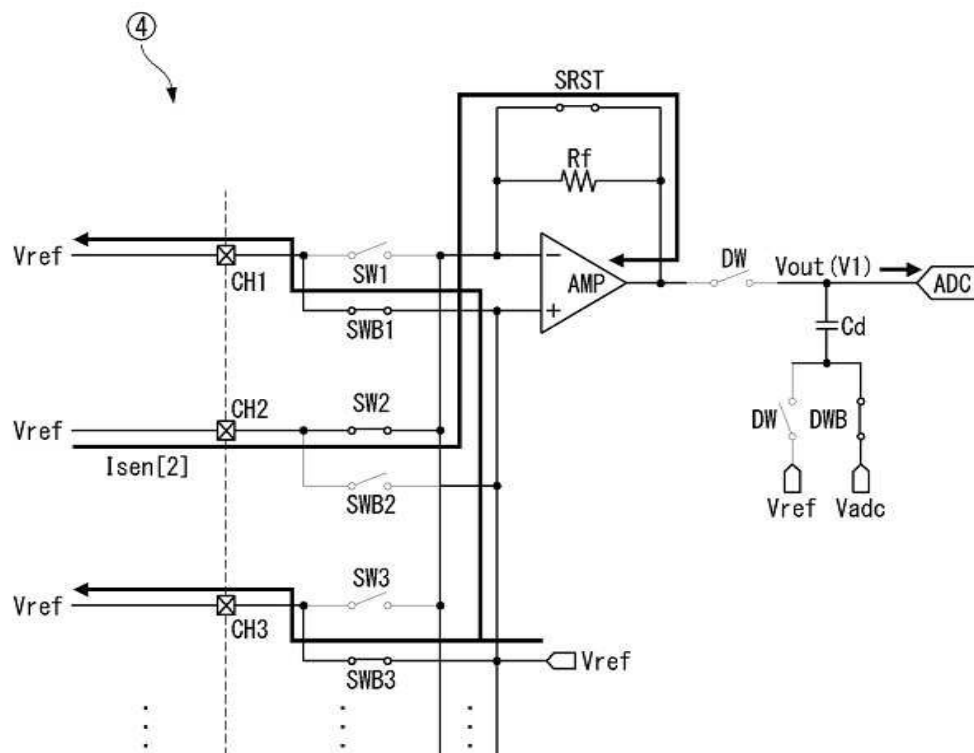 ④
SRST
Rf
Vref
CH1
SW1
−
AMP
+
DW
Vout(V1)
ADC
SWB1
Cd
Vref
CH2
SW2
Isen[2]
SWB2
DW
DWB
Vref
Vadc
Vref
CH3
SW3
SWB3
Vref